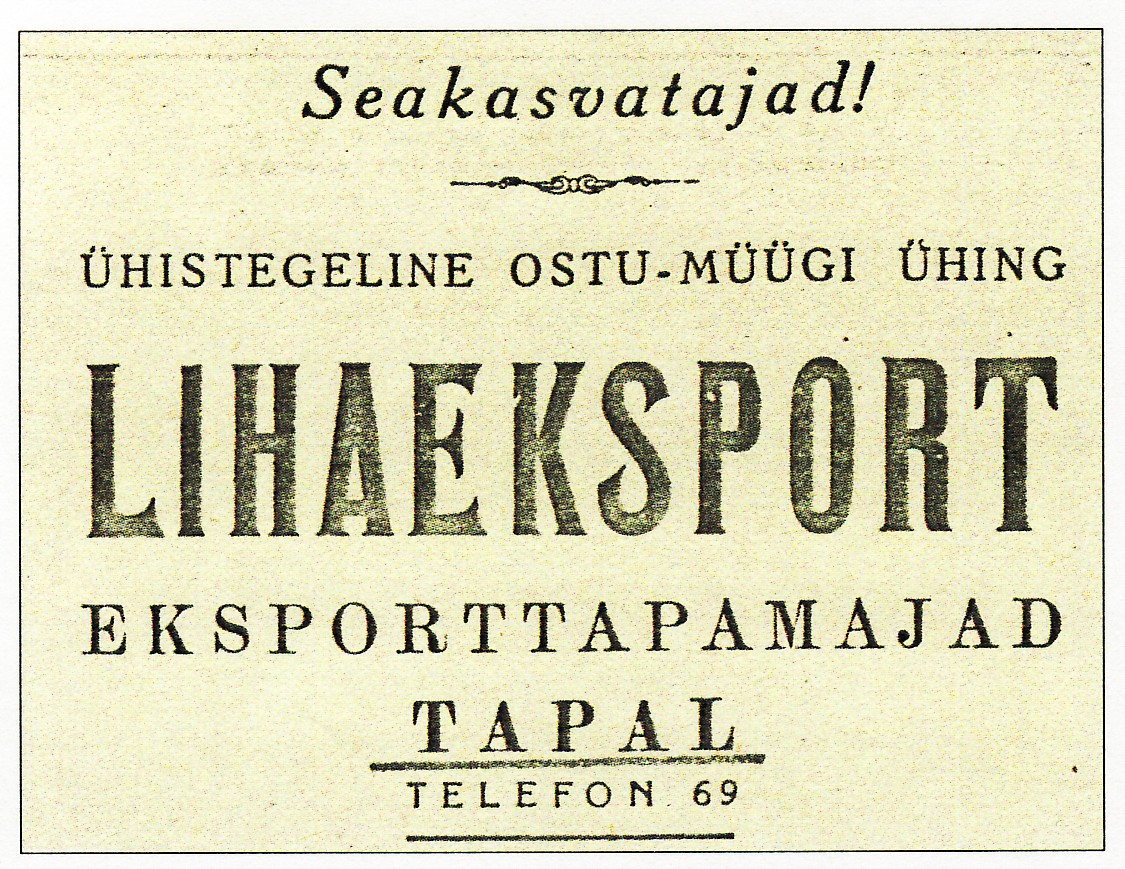 Seakasvatajad!
ÜHISTEGELINE OSTU-MÜÜGI ÜHING
LIHAEKSPORT
EKSPORTTAPAMAJAD
TAPAL
TELEFON 69